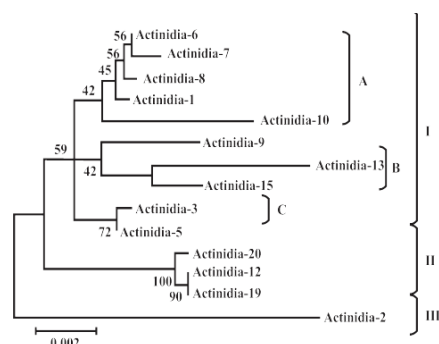 56 Actinidia-6
56 Actinidia-7
45 Actinidia-8
42 Actinidia-1
A
Actinidia-10
I
59
Actinidia-9
42
Actinidia-13
B
Actinidia-15
Actinidia-3
C
72 Actinidia-5
Actinidia-20
II
Actinidia-12
100
90 Actinidia-19
Actinidia-2
III
0.002